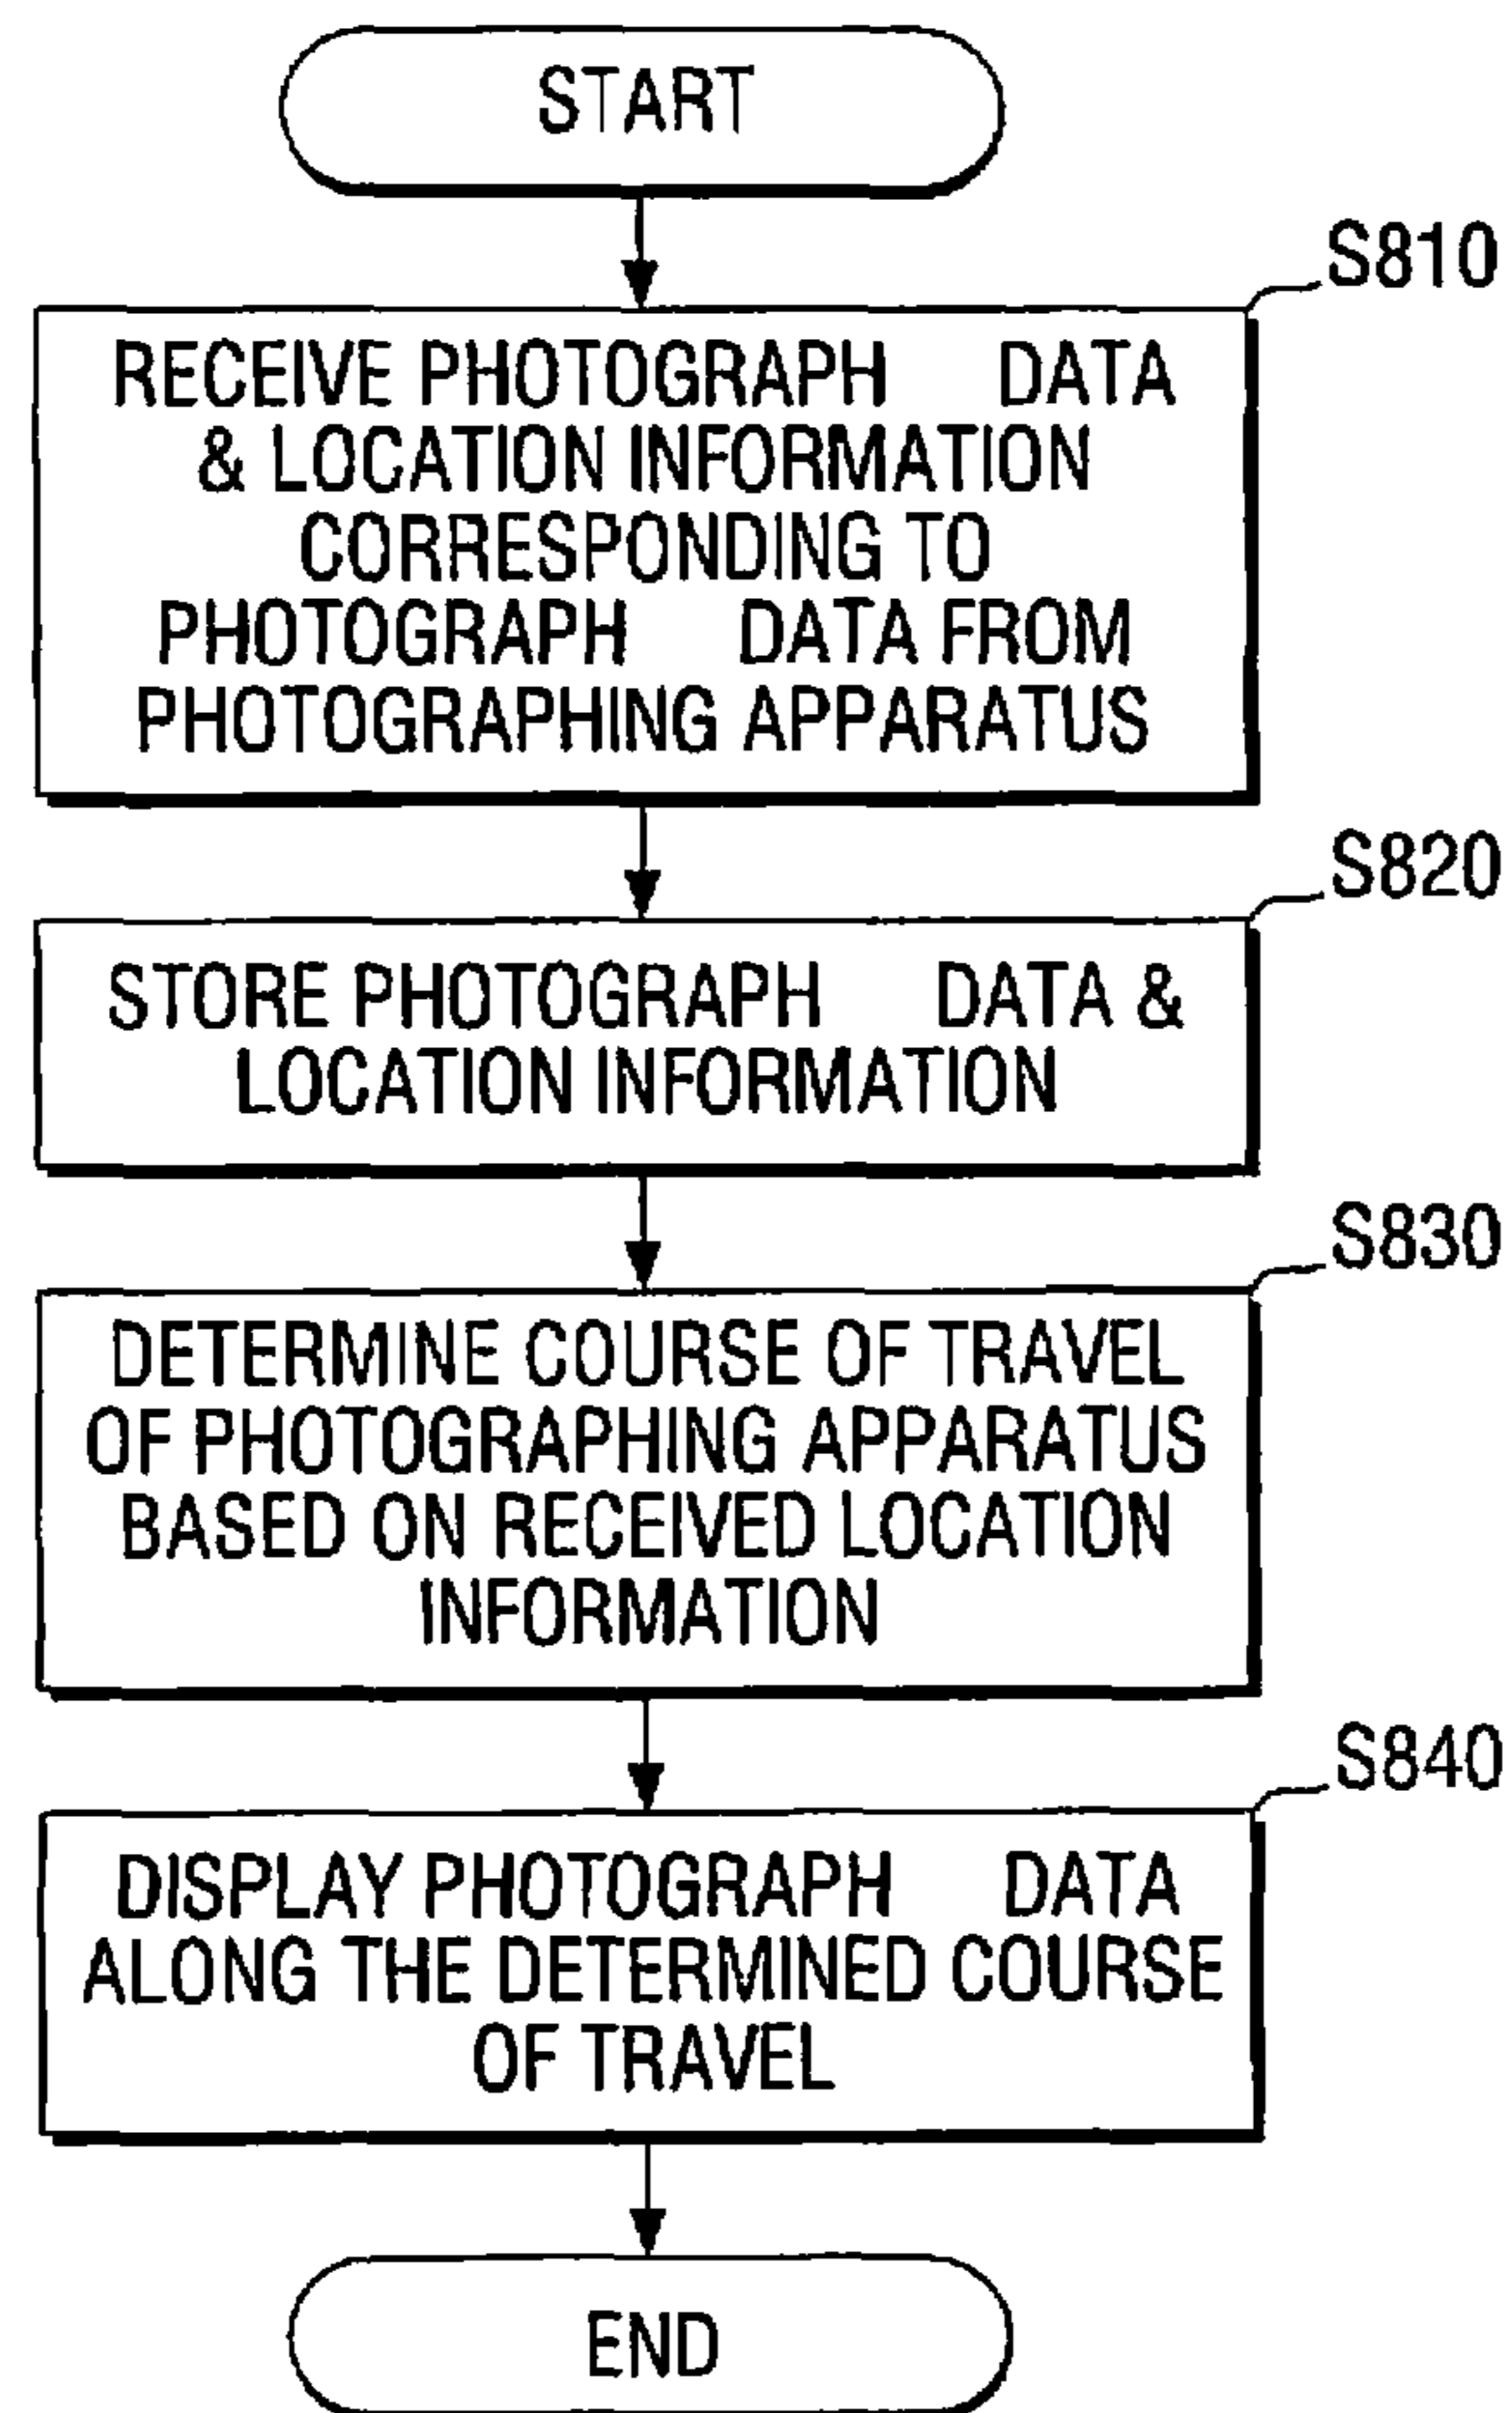 START
S810
RECEIVE PHOTOGRAPH DATA
& LOCATION INFORMATION
CORRESPONDING TO
PHOTOGRAPH DATA FROM
PHOTOGRAPHING APPARATUS
S820
STORE PHOTOGRAPH DATA &
LOCATION INFORMATION
S830
DETERMINE COURSE OF TRAVEL
OF PHOTOGRAPHING APPARATUS
BASED ON RECEIVED LOCATION
INFORMATION
S840
DISPLAY PHOTOGRAPH DATA
ALONG THE DETERMINED COURSE
OF TRAVEL
END